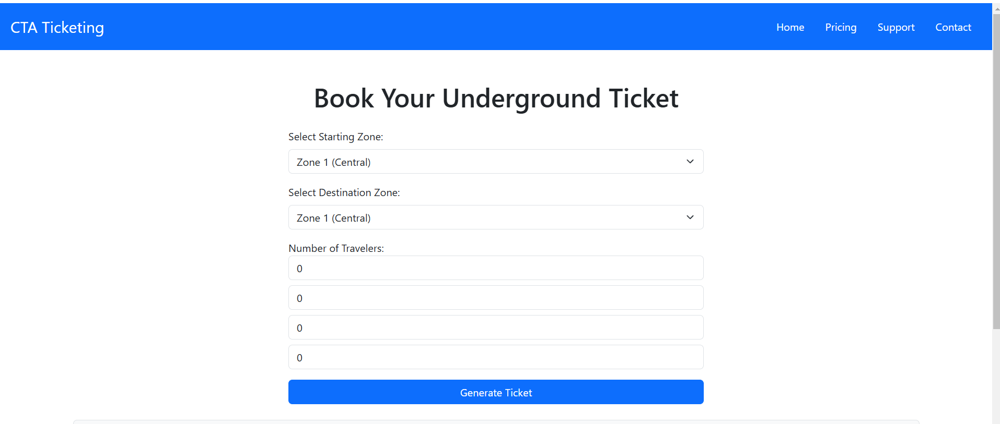 CTA Ticketing
Home Pricing Support Contact
Book Your Underground Ticket
Select Starting Zone:
Zone 1 (Central)
Select Destination Zone:
Zone 1 (Central)
Number of Travelers:
0
0
0
0
Generate Ticket